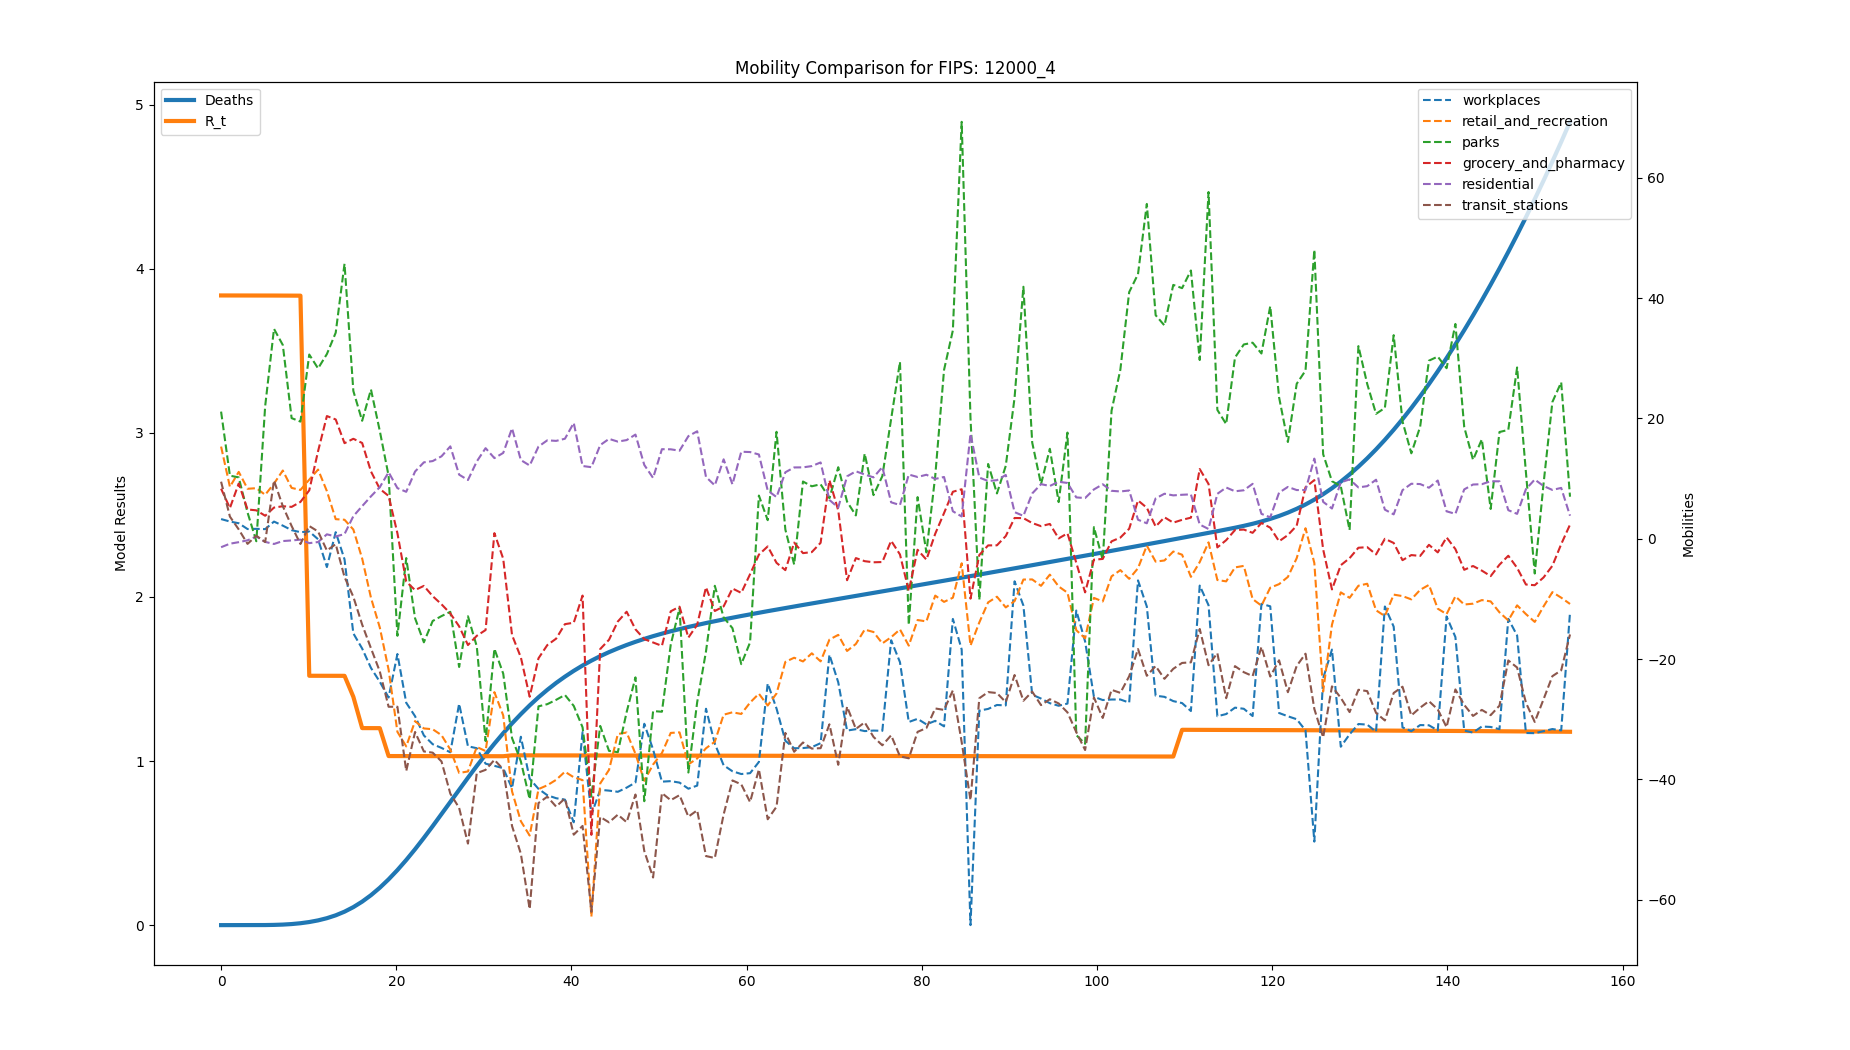 Mobility Comparison for FIPS: 12000_4
Deaths
R_t
workplaces
retail_and_recreation
parks
grocery_and_pharmacy
residential
transit_stations
Model Results
5
4
3
2
1
0
Mobilities
60
40
20
0
−20
−40
−60
0 20 40 60 80 100 120 140 160